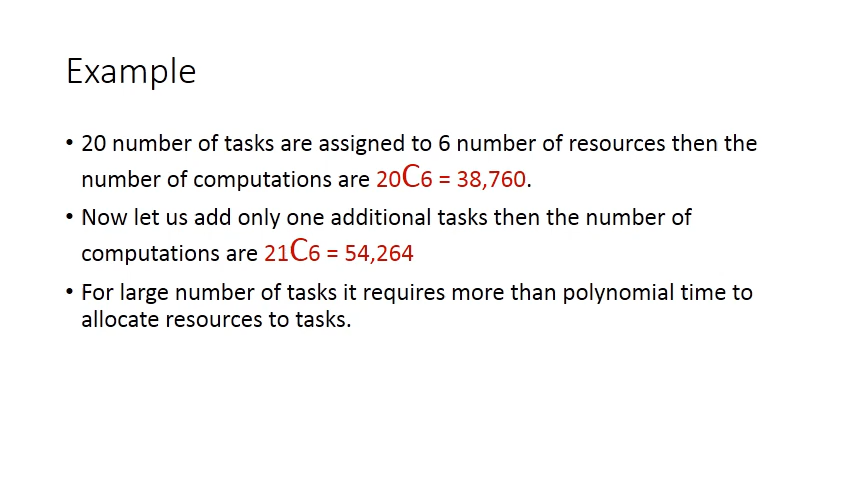 Example
• 20 number of tasks are assigned to 6 number of resources then the
number of computations are 20C6 = 38,760.
• Now let us add only one additional tasks then the number of
computations are 21C6 = 54,264
• For large number of tasks it requires more than polynomial time to
allocate resources to tasks.